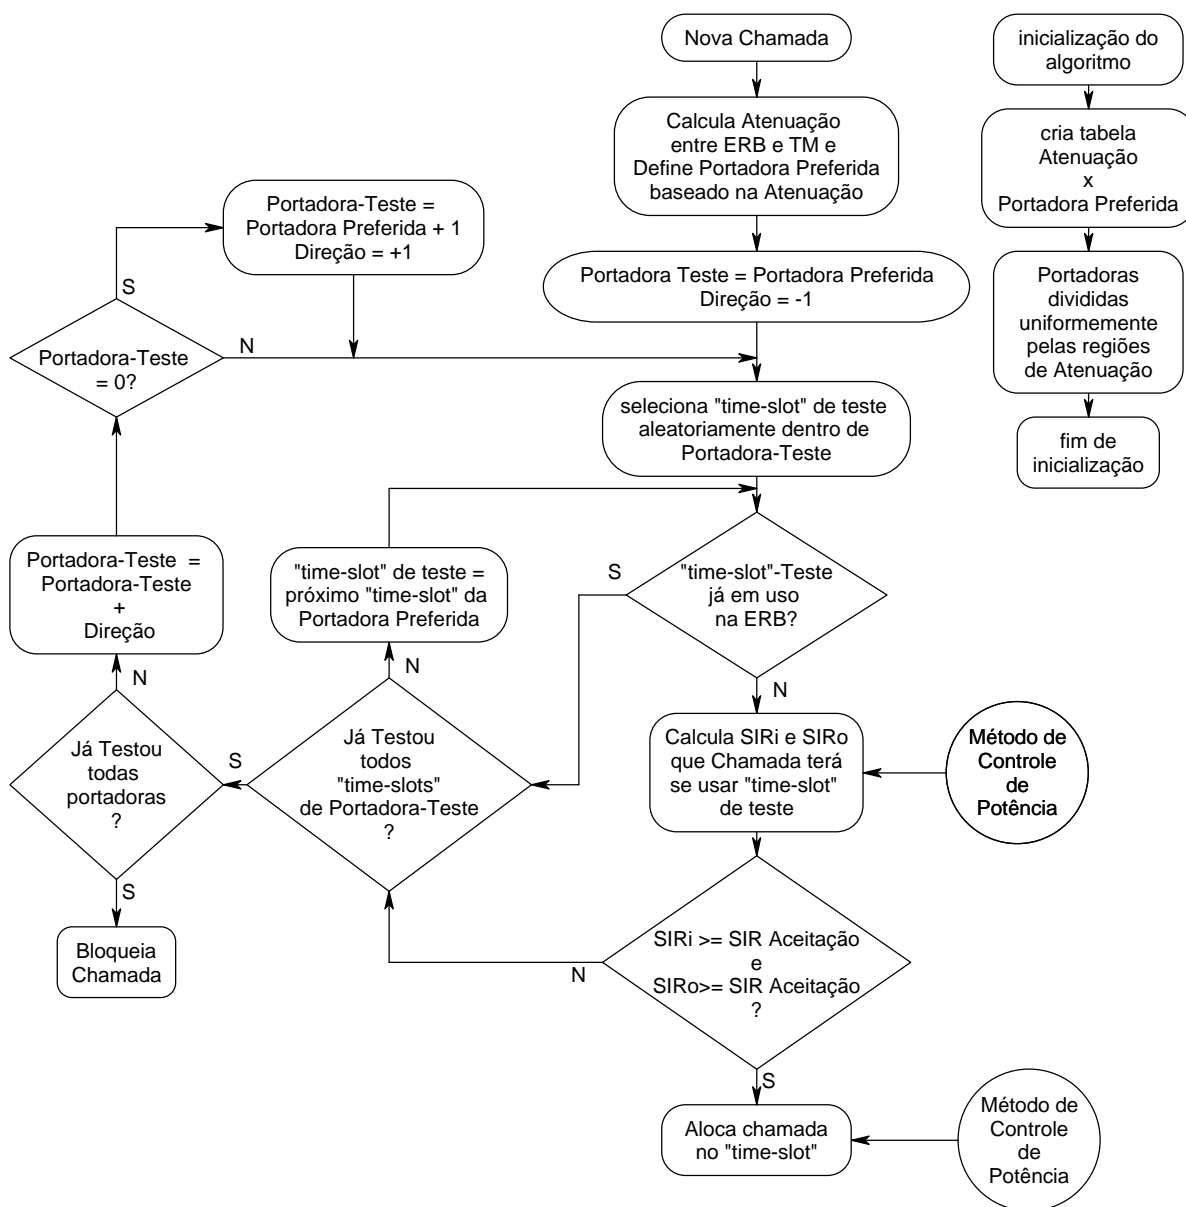 Nova Chamada
Calcula Atenuação
entre ERB e TM e
Define Portadora Preferida
baseado na Atenuação
Portadora Teste = Portadora Preferida
Direção = -1
inicialização do
algoritmo
cria tabela
Atenuação
x
Portadora Preferida
Portadoras
divididas
uniformemente
pelas regiões
de Atenuação
fim de
inicialização
Portadora-Teste =
Portadora Preferida + 1
Direção = +1
S
Portadora-Teste
= 0?
N
seleciona "time-slot" de teste
aleatoriamente dentro de
Portadora-Teste
Portadora-Teste =
Portadora-Teste
+
Direção
"time-slot" de teste =
próximo "time-slot" da
Portadora Preferida
S
"time-slot"-Teste
já em uso
na ERB?
N
N
N
Já Testou
todas
portadoras
?
S
Já Testou
todos
"time-slots"
de Portadora-Teste
?
Calcula SIRi e SIRo
que Chamada terá
se usar "time-slot"
de teste
Método de
Controle
de
Potência
S
Bloqueia
Chamada
SIRi >= SIR Aceitação
e
SIRo>= SIR Aceitação
?
N
S
Aloca chamada
no "time-slot"
Método de
Controle
de
Potência